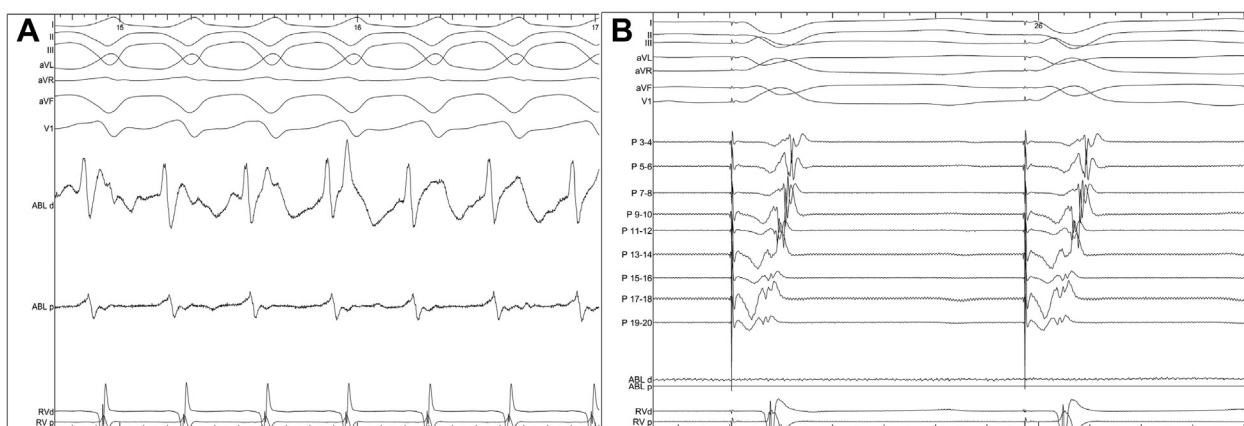 A
15
16
17
I
II
III
aVL
aVR
aVF
V1
ABL d
ABL p
RVd
RV p
B
26
I
II
III
aVL
aVR
aVF
V1
P 3-4
P 5-6
P 7-8
P 9-10
P 11-12
P 13-14
P 15-16
P 17-18
P 19-20
ABL d
ABL p
RVd
RV p